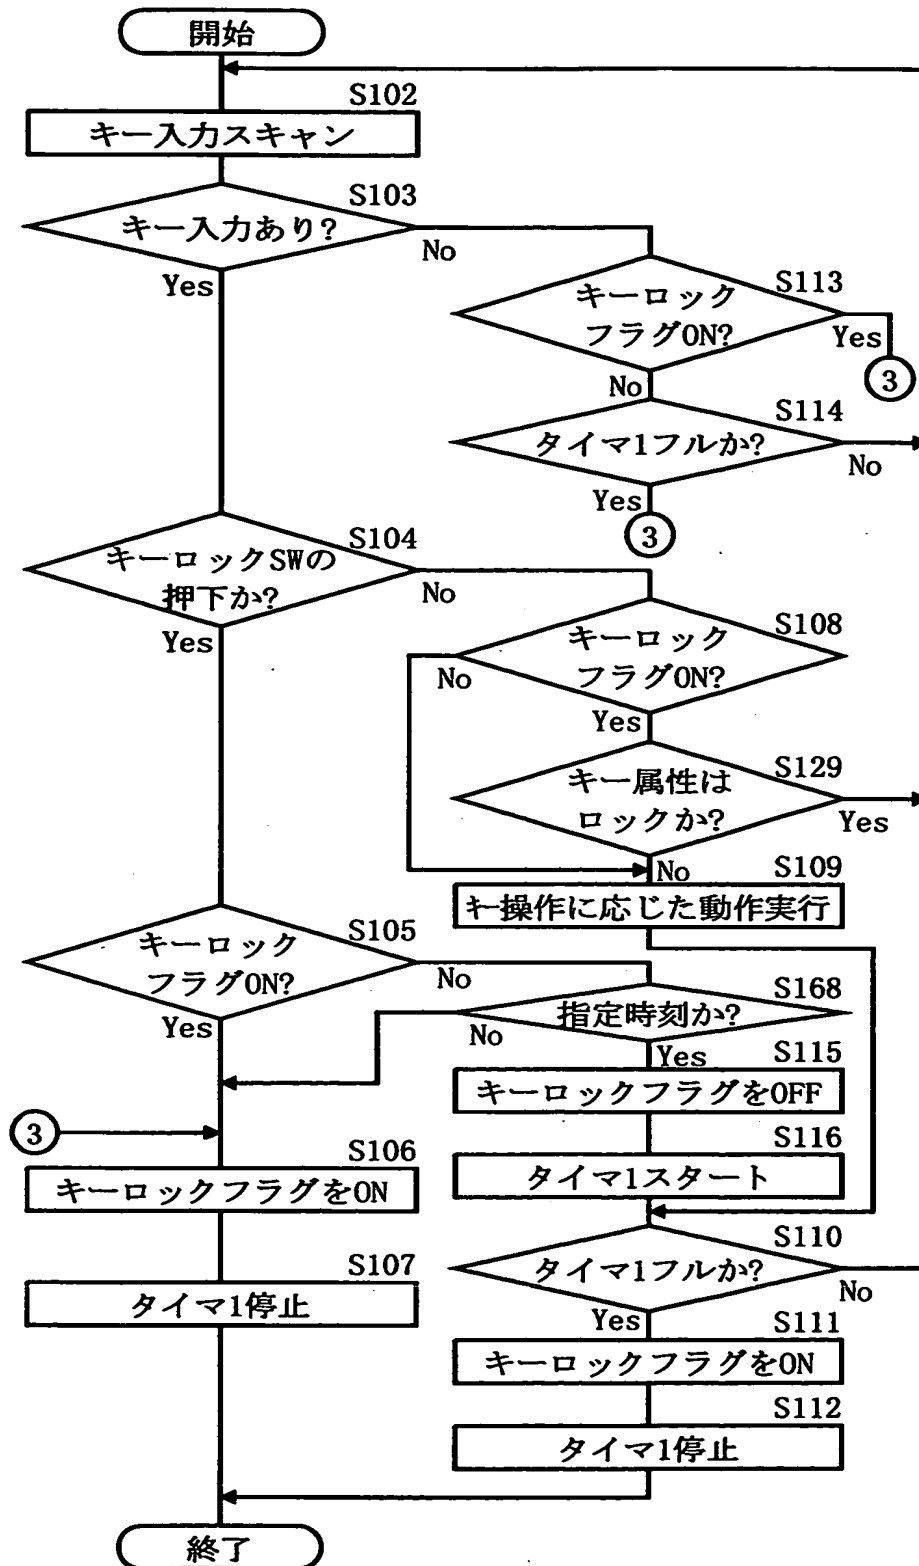 開始
S102
キー入力スキャン
S103
キー入力あり?
No
Yes
S113
キーロック
フラグON?
Yes
3
No
S114
タイマ1フルか?
No
Yes
3
S104
キーロックSWの
押下か?
No
Yes
S108
キーロック
フラグON?
No
Yes
S129
キー属性は
ロックか?
Yes
No
S109
キー操作に応じた動作実行
S105
キーロック
フラグON?
No
Yes
S168
指定時刻か?
No
Yes
S115
キーロックフラグをOFF
3
S116
タイマ1スタート
S106
キーロックフラグをON
S110
タイマ1フルか?
No
Yes
S107
タイマ1停止
S111
キーロックフラグをON
S112
タイマ1停止
終了